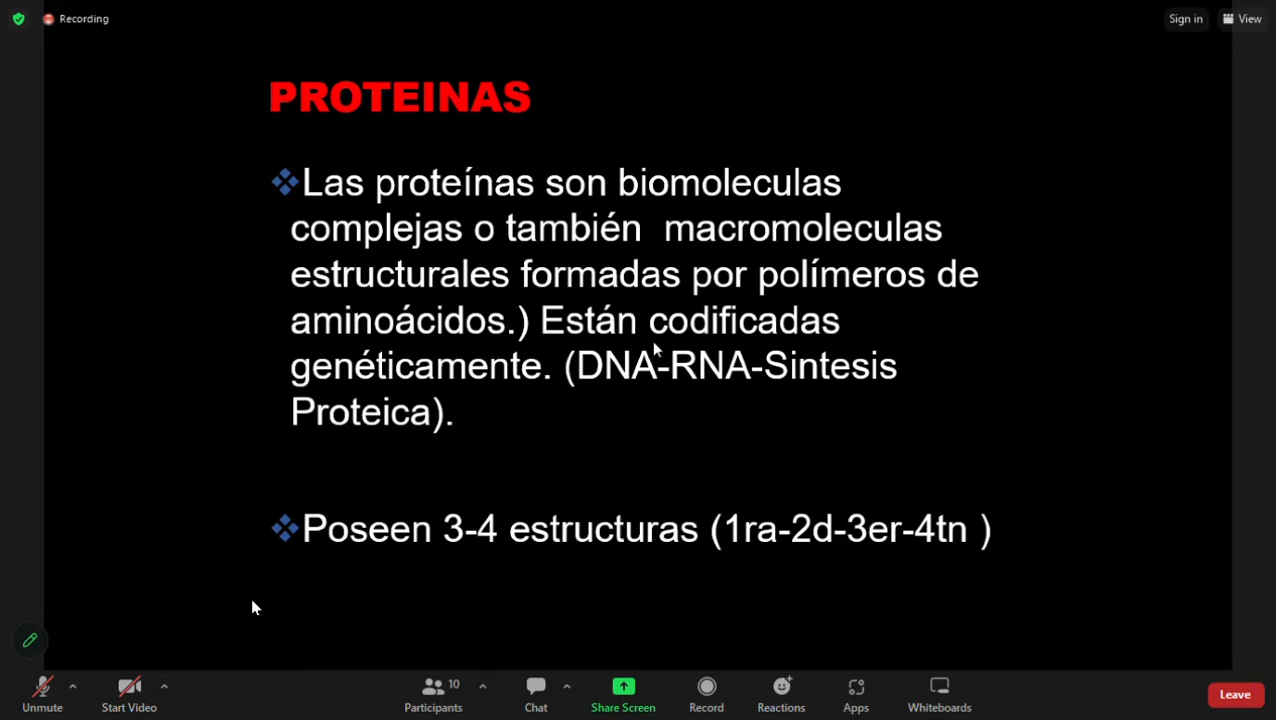 Recording
Sign in
View
PROTEINAS
Las proteínas son biomoleculas
complejas o también macromoleculas
estructurales formadas por polímeros de
aminoácidos.) Están codificadas
genéticamente. (DNA-RNA-Sintesis
Proteica).
Poseen 3-4 estructuras (1ra-2d-3er-4tn )
10
Unmute
Start Video
Participants
Chat
Share Screen
Record
Reactions
Apps
Whiteboards
Leave